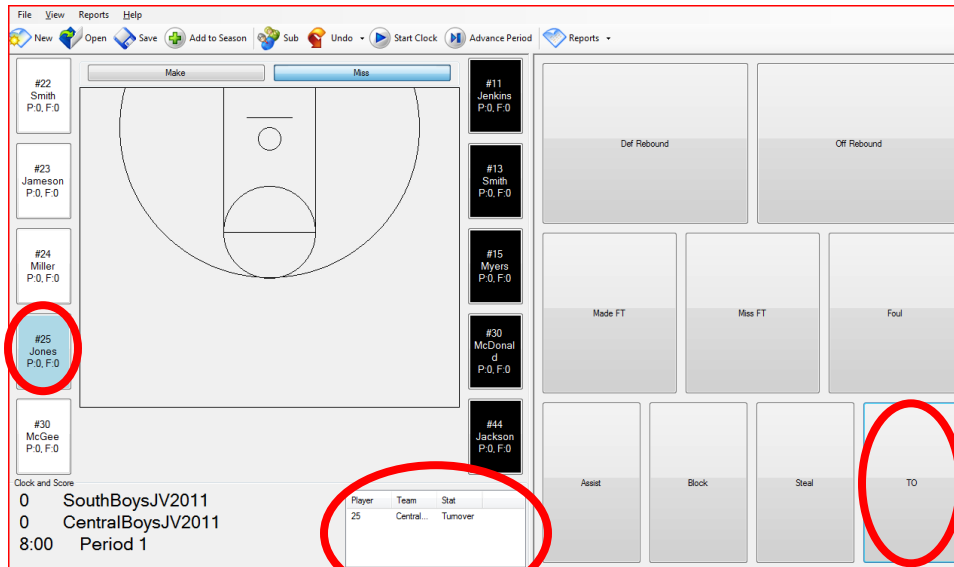 File View Reports Help
New Open Save Add to Season Sub Undo Start Clock Advance Period Reports
Make Miss
#22
Smith
P:0, F:0
#23
Jameson
P:0, F:0
#24
Miller
P:0, F:0
#25
Jones
P:0, F:0
#30
McGee
P:0, F:0
#11
Jenkins
P:0, F:0
#13
Smith
P:0, F:0
#15
Myers
P:0, F:0
#30
McDonal
d
P:0, F:0
#44
Jackson
P:0, F:0
Def Rebound Off Rebound
Made FT Miss FT Foul
Assist Block Steal TO
Clock and Score
0 SouthBoysJV2011
0 CentralBoysJV2011
8:00 Period 1
Player Team Stat
25 Central... Turnover